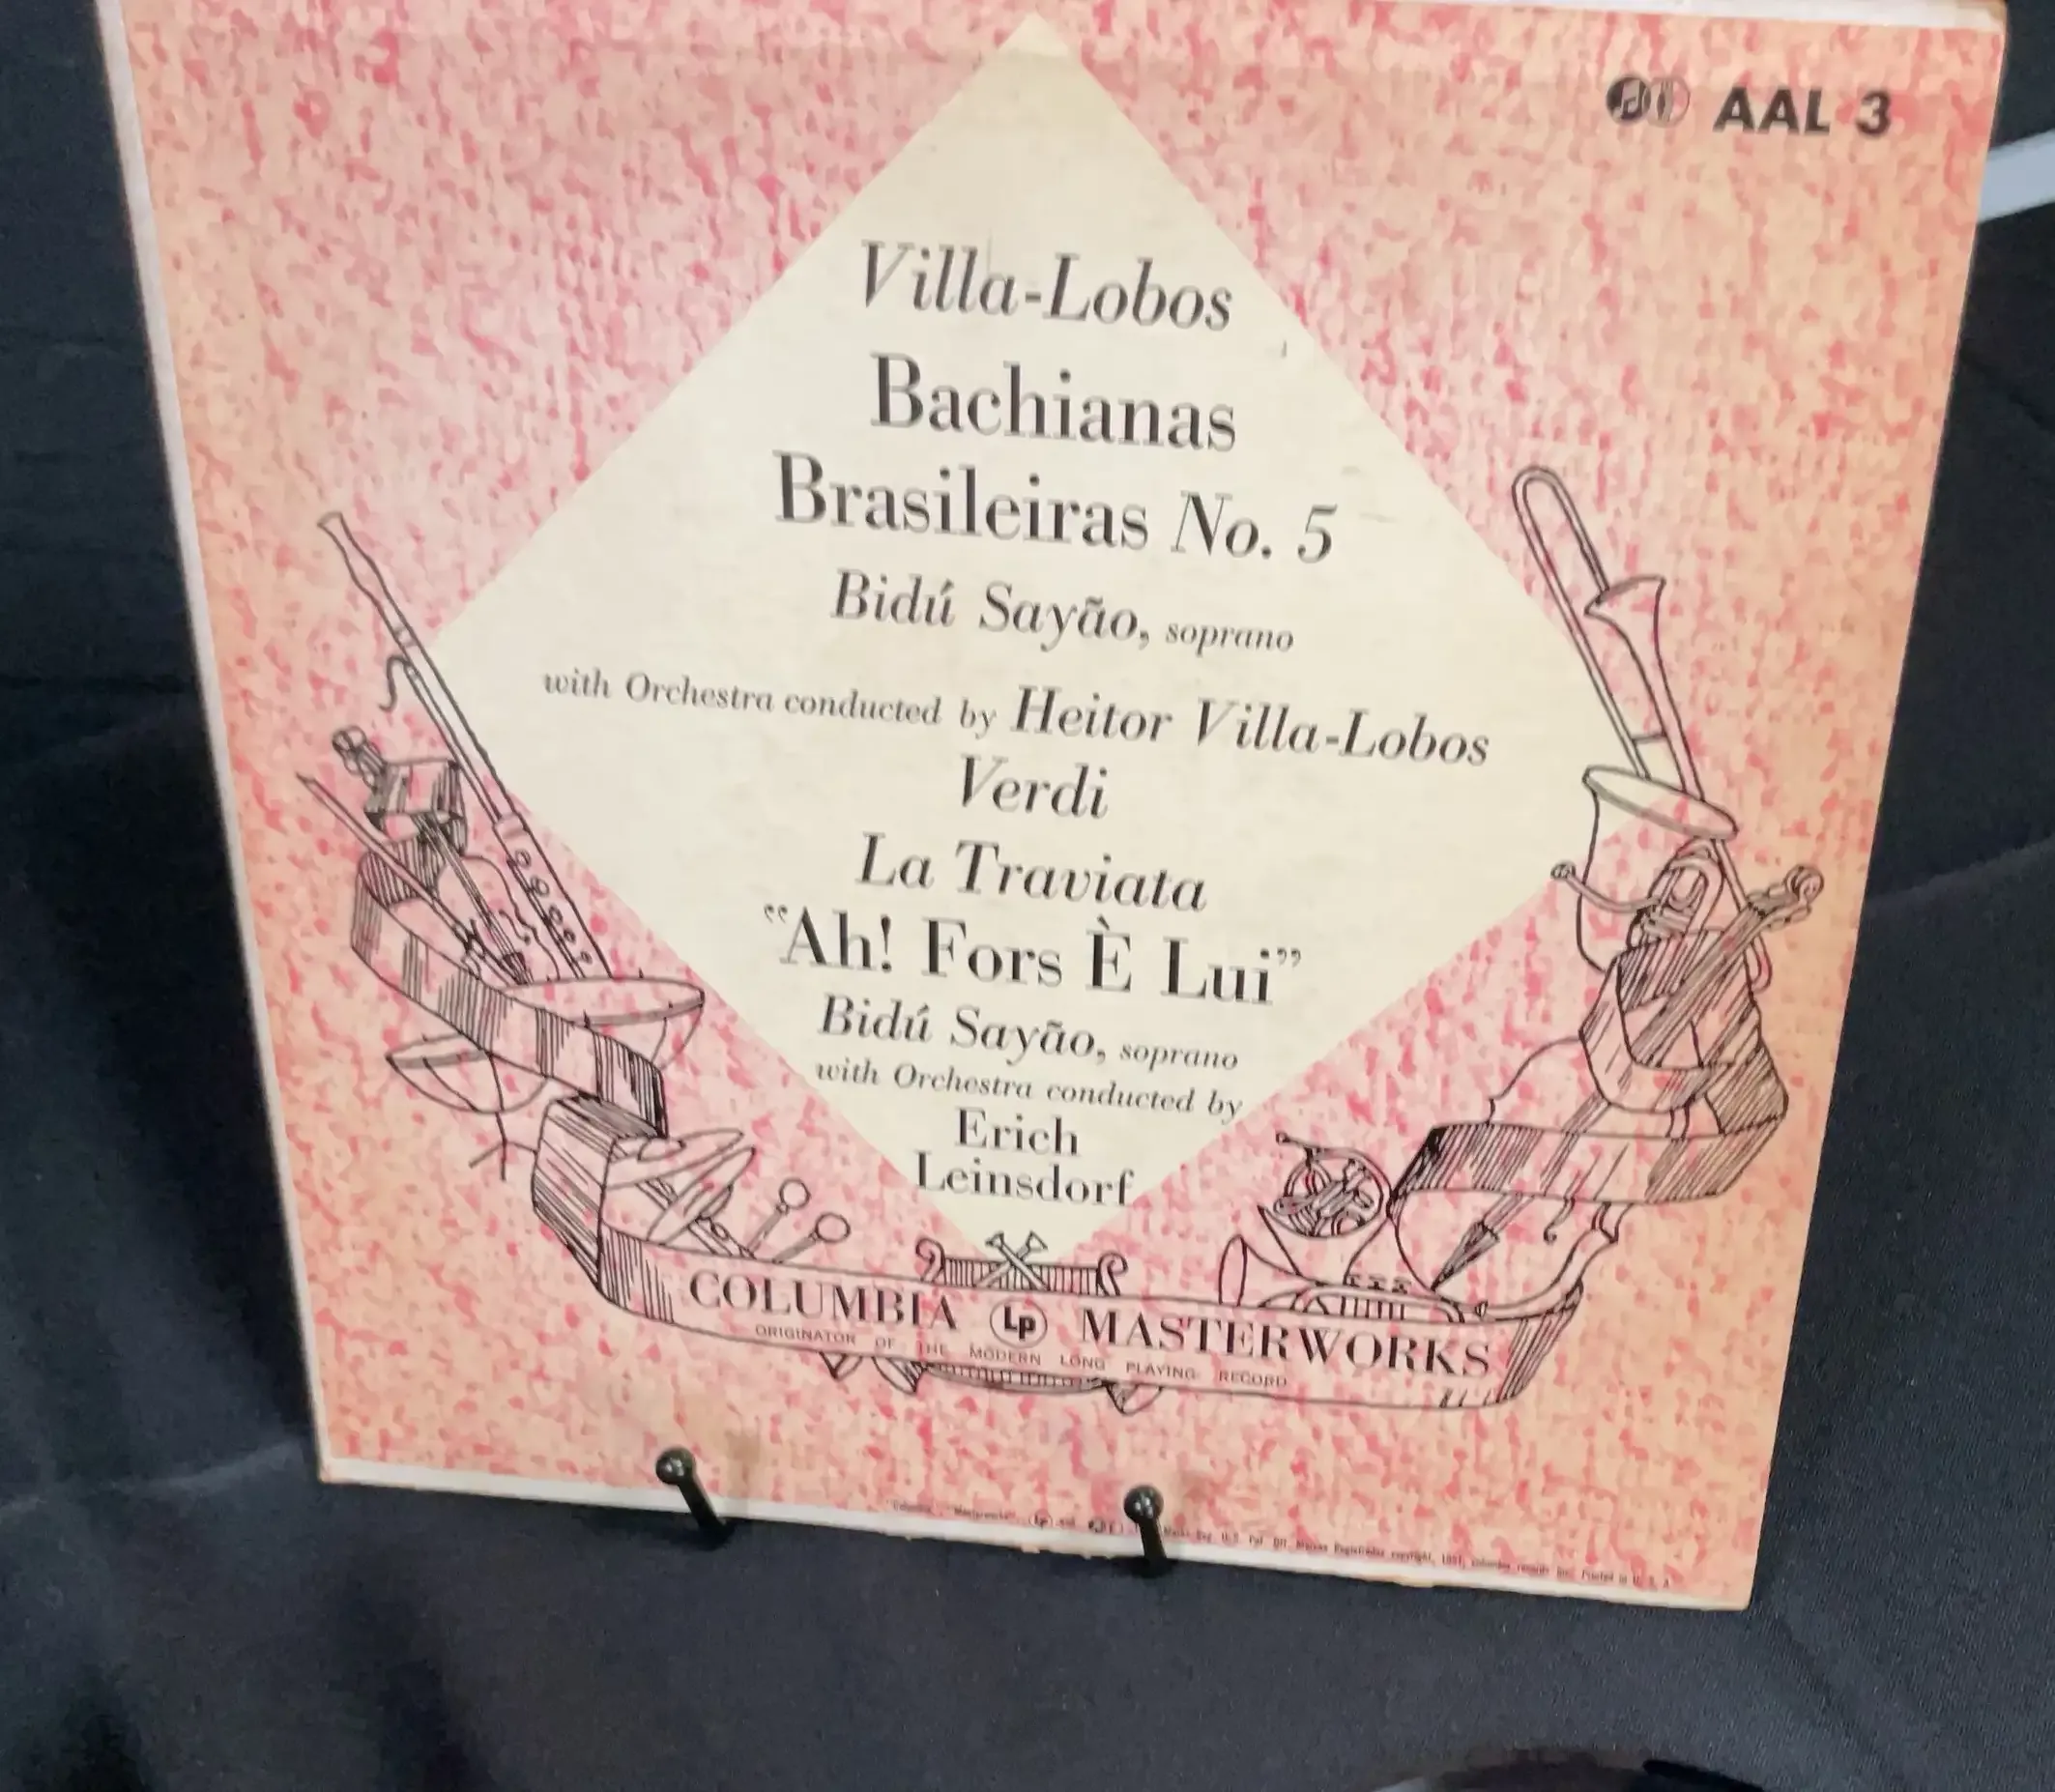 AAL 3
Villa-Lobos
Bachianas
Brasileiras No. 5
Bidú Sayão, soprano
with Orchestra conducted by Heitor Villa-Lobos
Verdi
La Traviata
“Ah! Fors È Lui”
Bidú Sayão, soprano
with Orchestra conducted by
Erich
Leinsdorf
COLUMBIA Lp MASTERWORKS
ORIGINATOR OF THE MODERN LONG PLAYING RECORD